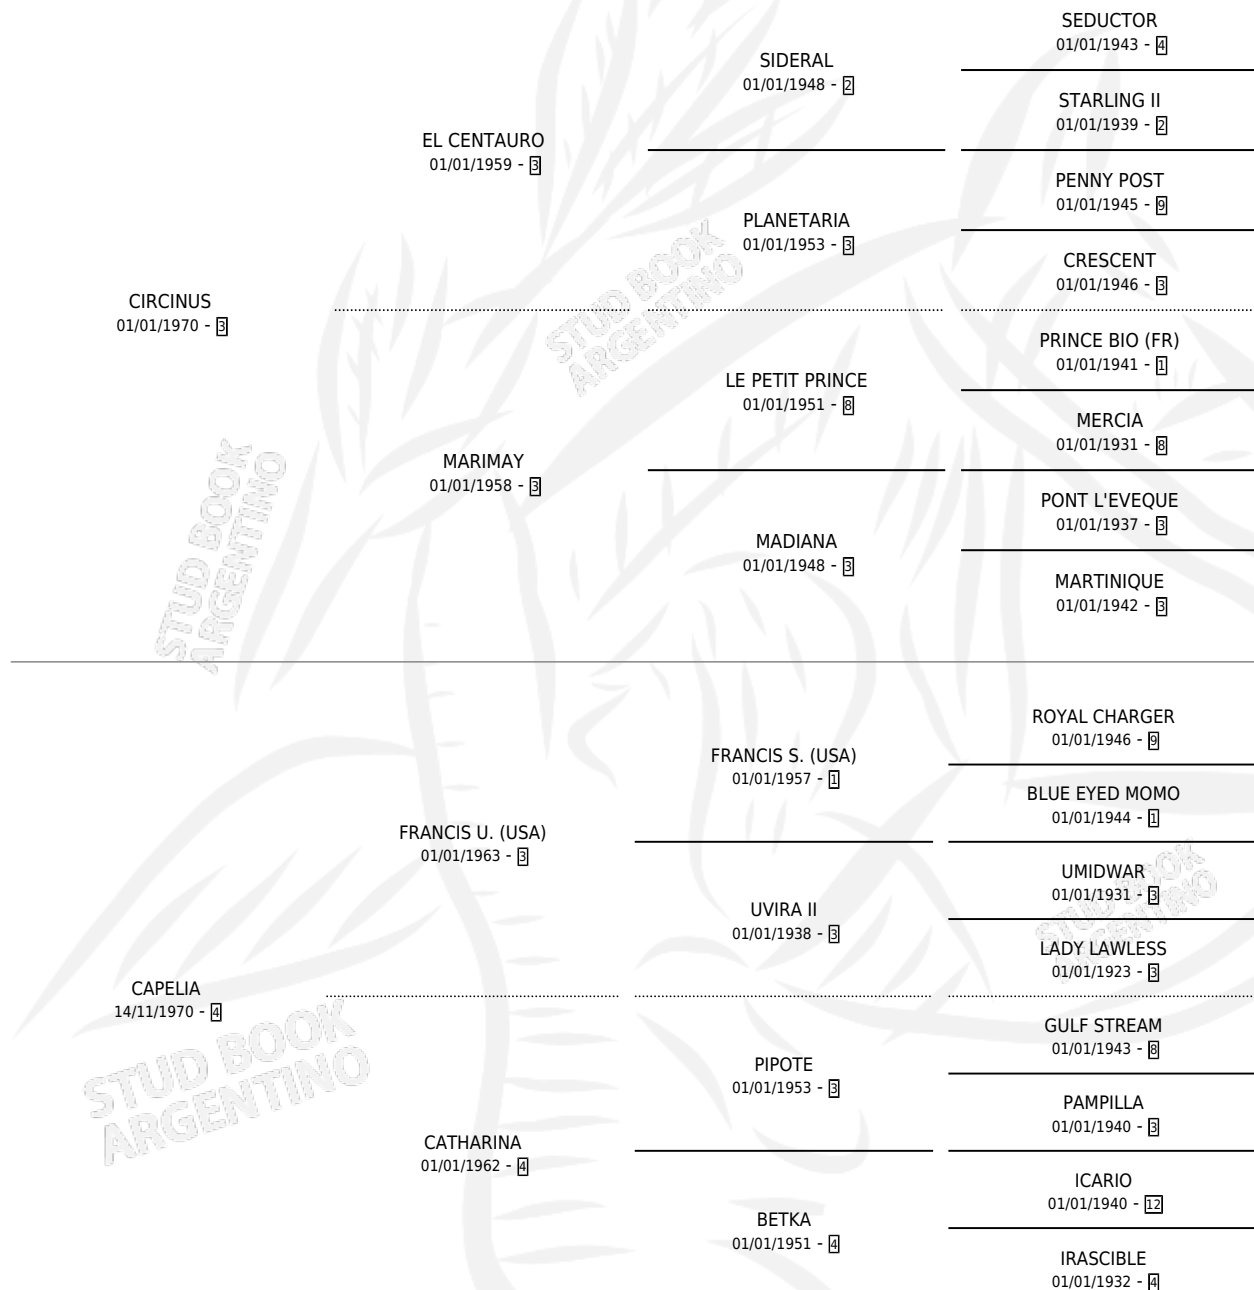 SEDUCTOR
01/01/1943 - 4
SIDERAL
01/01/1948 - 2
STARLING II
01/01/1939 - 2
EL CENTAURO
01/01/1959 - 3
PENNY POST
01/01/1945 - 9
PLANETARIA
01/01/1953 - 3
CRESCENT
01/01/1946 - 3
CIRCINUS
01/01/1970 - 3
PRINCE BIO (FR)
01/01/1941 - 1
LE PETIT PRINCE
01/01/1951 - 8
MERCIA
01/01/1931 - 8
MARIMAY
01/01/1958 - 3
PONT L'EVEQUE
01/01/1937 - 3
MADIANA
01/01/1948 - 3
MARTINIQUE
01/01/1942 - 3
ROYAL CHARGER
01/01/1946 - 9
FRANCIS S. (USA)
01/01/1957 - 1
BLUE EYED MOMO
01/01/1944 - 1
FRANCIS U. (USA)
01/01/1963 - 3
UMIDWAR
01/01/1931 - 3
UVIRA II
01/01/1938 - 3
LADY LAWLESS
01/01/1923 - 3
CAPELIA
14/11/1970 - 4
GULF STREAM
01/01/1943 - 8
PIPOTE
01/01/1953 - 3
PAMPILLA
01/01/1940 - 3
CATHARINA
01/01/1962 - 4
ICARIO
01/01/1940 - 12
BETKA
01/01/1951 - 4
IRASCIBLE
01/01/1932 - 4
STUD BOOK
ARGENTINO
STUD BOOK
ARGENTINO
STUD BOOK
ARGENTINO
STUD BOOK
ARGENTINO